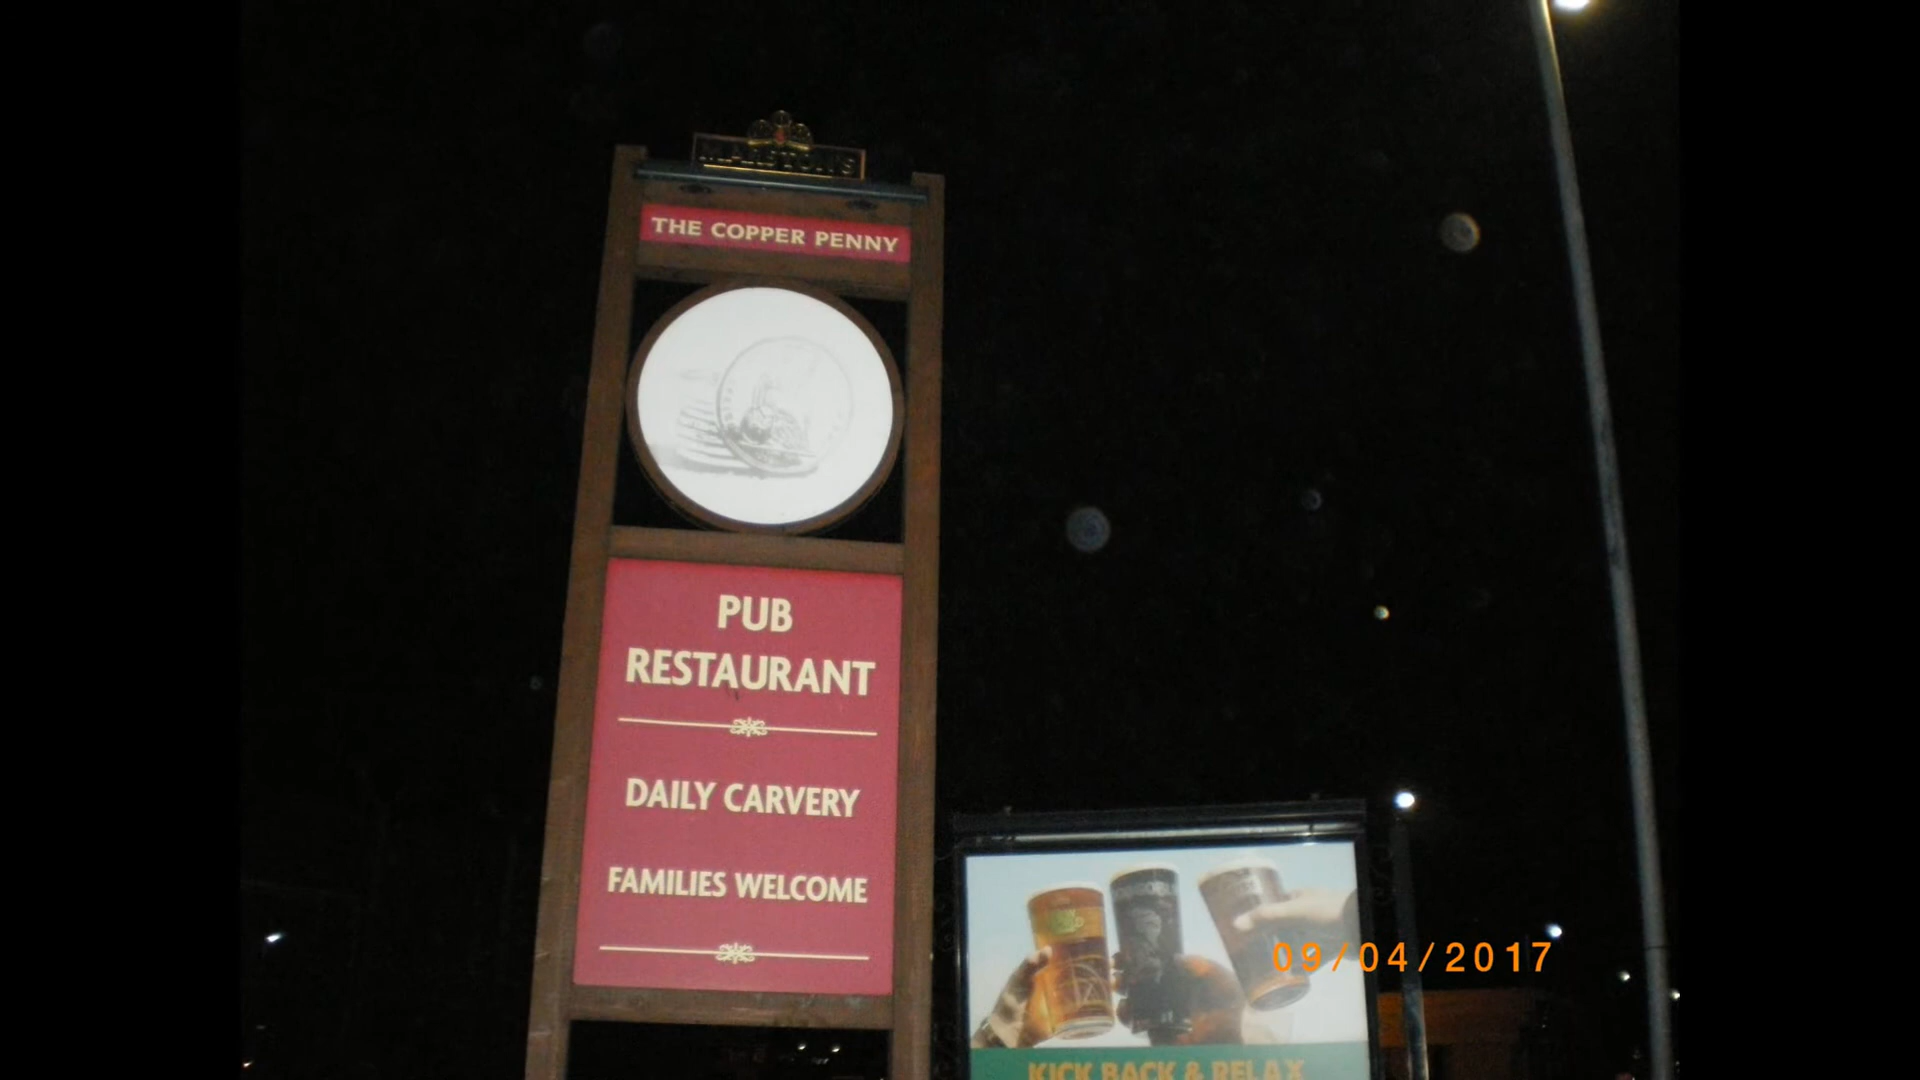 MARSTON'S
THE COPPER PENNY
PUB
RESTAURANT
DAILY CARVERY
FAMILIES WELCOME
09/04/2017
KICK BACK & RELAX